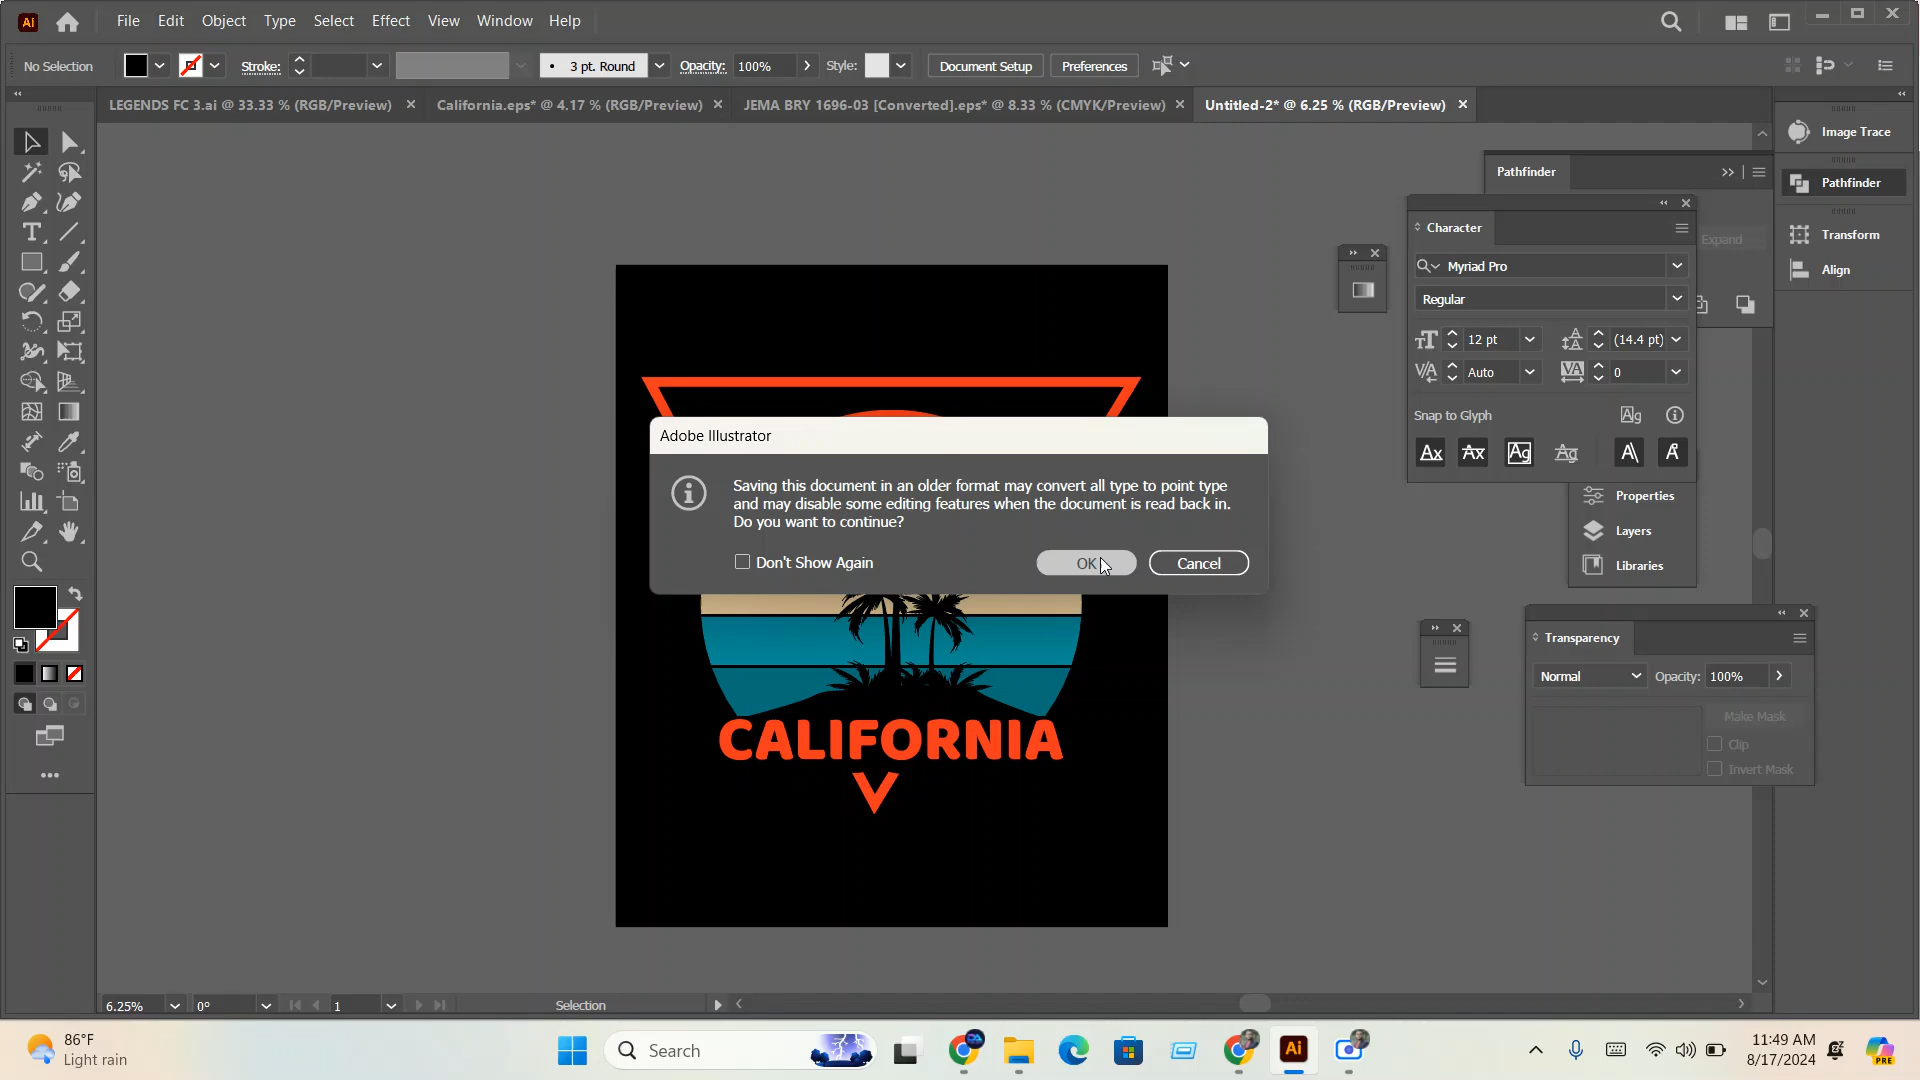 Ai File Edit Object Type Select Effect View Window Help
No Selection Stroke: 3 pt. Round Opacity: 100% Style: Document Setup Preferences
LEGENDS FC 3.ai @ 33.33 % (RGB/Preview) California.eps* @ 4.17 % (RGB/Preview) JEMA BRY 1696-03 [Converted].eps* @ 8.33 % (CMYK/Preview) Untitled-2* @ 6.25 % (RGB/Preview)
Image Trace
Pathfinder
Pathfinder
Character
Transform
Expand
Myriad Pro
Align
Regular
12 pt (14.4 pt)
Auto 0
Snap to Glyph
Adobe Illustrator
Saving this document in an older format may convert all type to point type
and may disable some editing features when the document is read back in.
Do you want to continue?
Don't Show Again OK Cancel
Properties
Layers
Libraries
Transparency
Normal Opacity: 100%
Make Mask
Clip
Invert Mask
CALIFORNIA
6.25% 0° 1 Selection
86°F
Light rain
Search
Ai
11:49 AM
8/17/2024
PRE